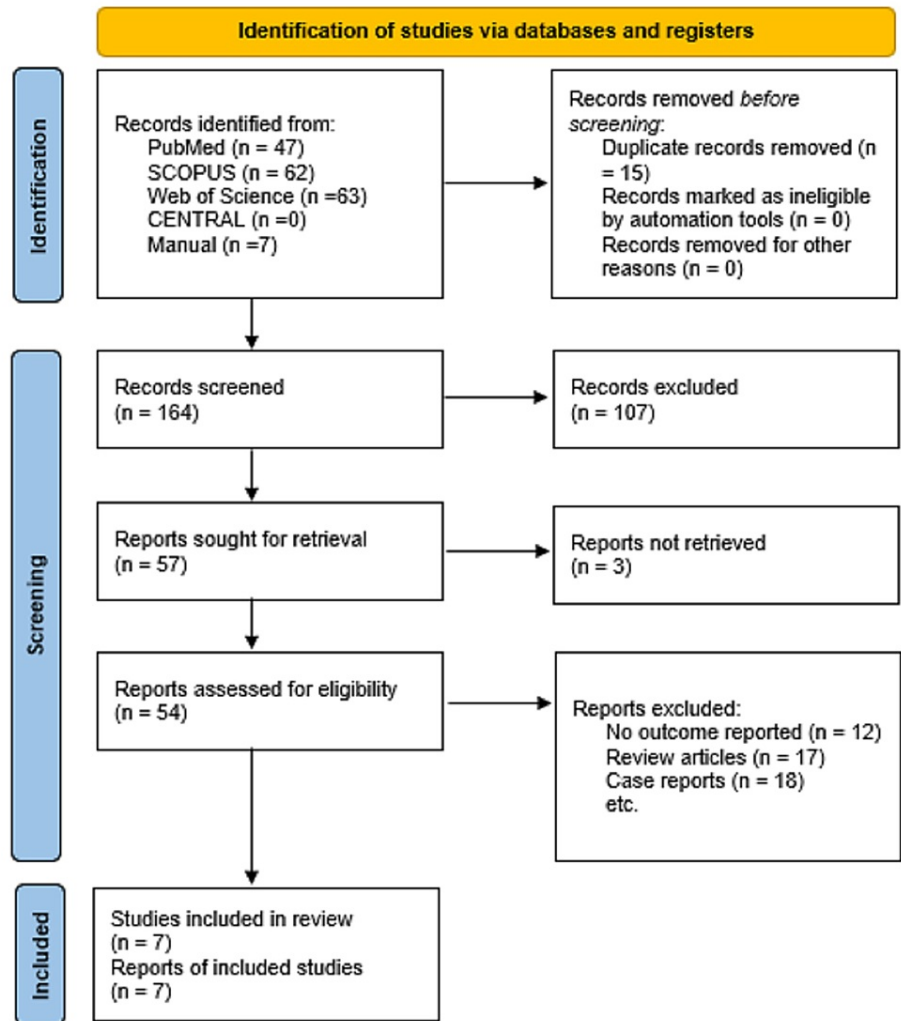 Identification of studies via databases and registers
Identification
Records identified from:
PubMed (n = 47)
SCOPUS (n = 62)
Web of Science (n =63)
CENTRAL (n =0)
Manual (n =7)
Records removed before
screening:
Duplicate records removed (n
= 15)
Records marked as ineligible
by automation tools (n = 0)
Records removed for other
reasons (n = 0)
Screening
Records screened
(n = 164)
Records excluded
(n = 107)
Reports sought for retrieval
(n = 57)
Reports not retrieved
(n = 3)
Reports assessed for eligibility
(n = 54)
Reports excluded:
No outcome reported (n = 12)
Review articles (n = 17)
Case reports (n = 18)
etc.
Included
Studies included in review
(n = 7)
Reports of included studies
(n = 7)